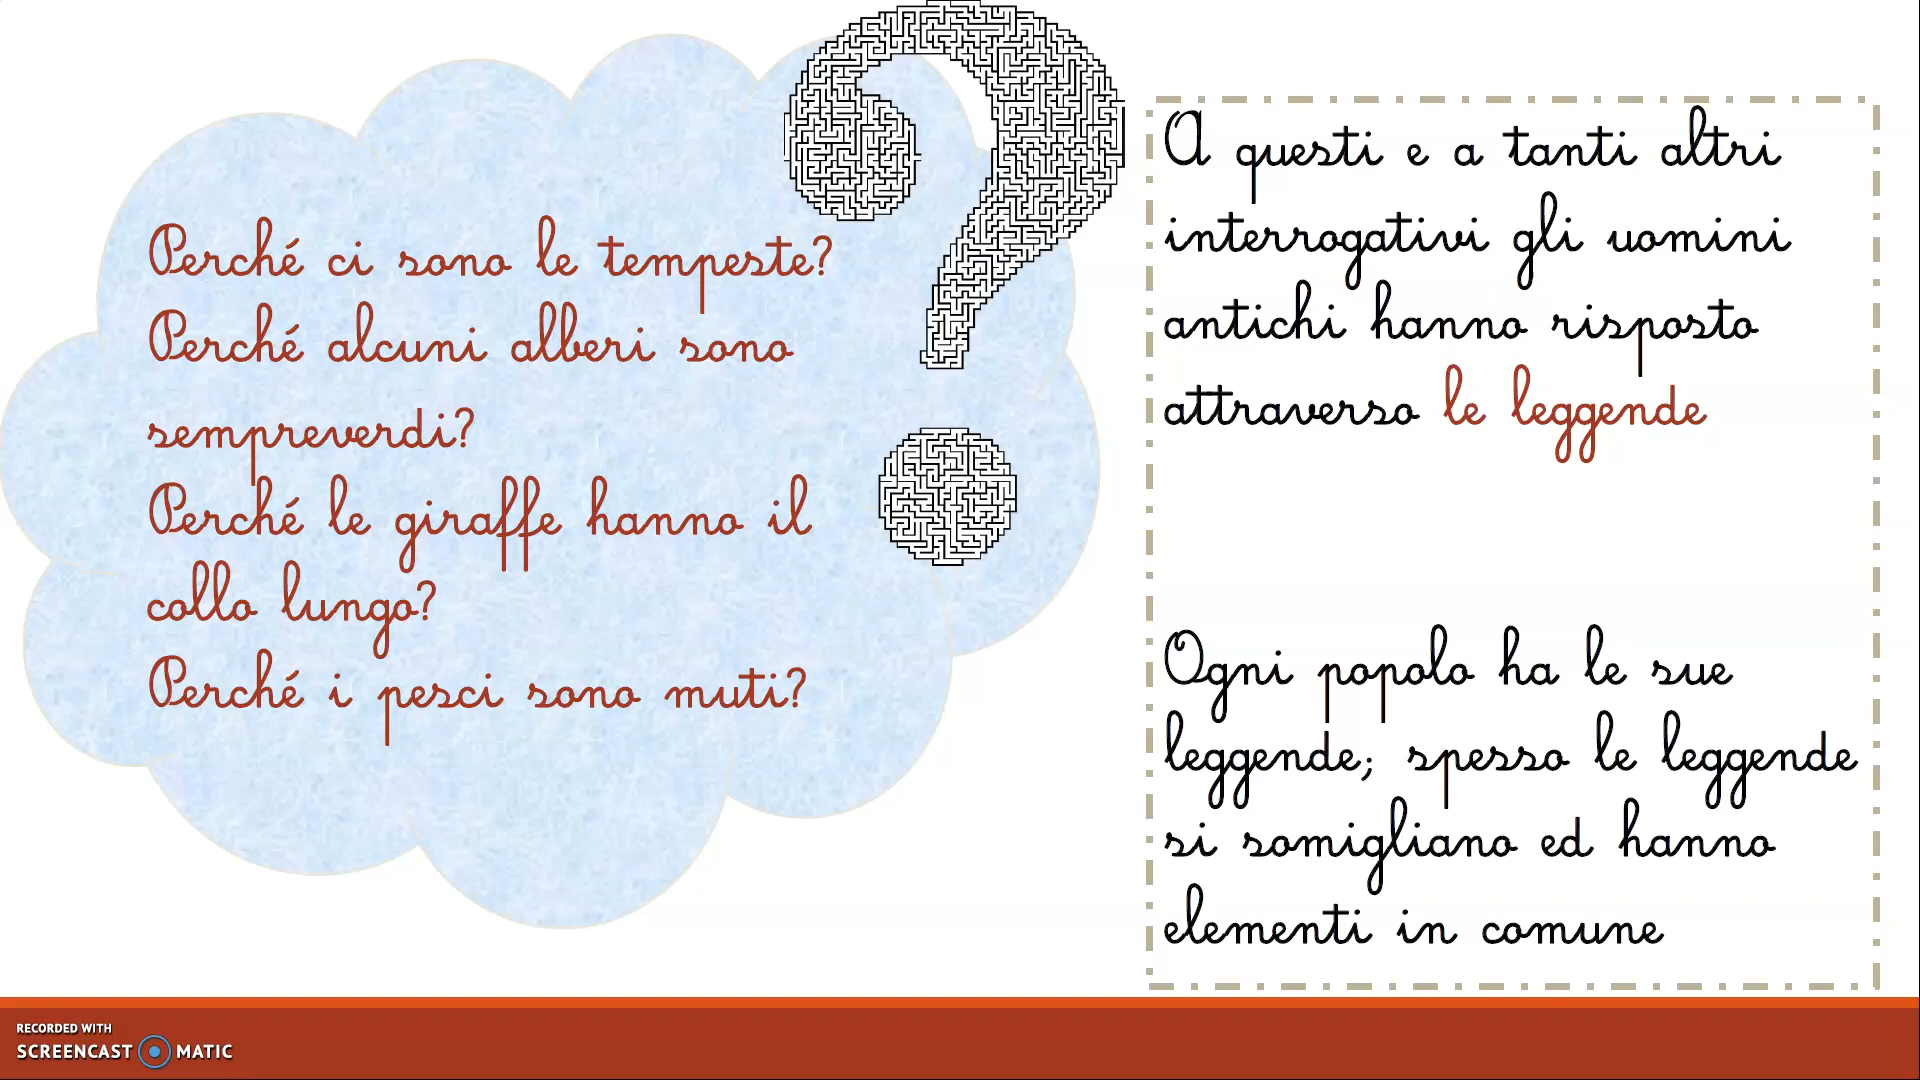 Perché ci sono le tempeste?
Perché alcuni alberi sono
sempreverdi?
Perché le giraffe hanno il
collo lungo?
Perché i pesci sono muti?
A questi e a tanti altri
interrogativi gli uomini
antichi hanno risposto
attraverso le leggende
Ogni popolo ha le sue
leggende; spesso le leggende
si somigliano ed hanno
elementi in comune
RECORDED WITH
SCREENCAST MATIC